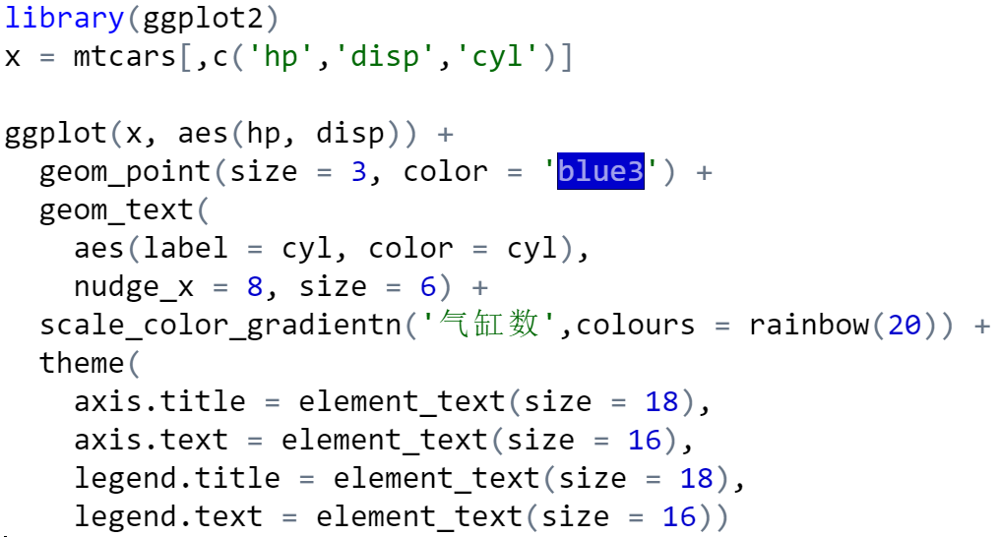 library(ggplot2)
x = mtcars[,c('hp','disp','cyl')]

ggplot(x, aes(hp, disp)) +
  geom_point(size = 3, color = 'blue3') +
  geom_text(
    aes(label = cyl, color = cyl),
    nudge_x = 8, size = 6) +
  scale_color_gradientn('气缸数',colours = rainbow(20)) +
  theme(
    axis.title = element_text(size = 18),
    axis.text = element_text(size = 16),
    legend.title = element_text(size = 18),
    legend.text = element_text(size = 16))